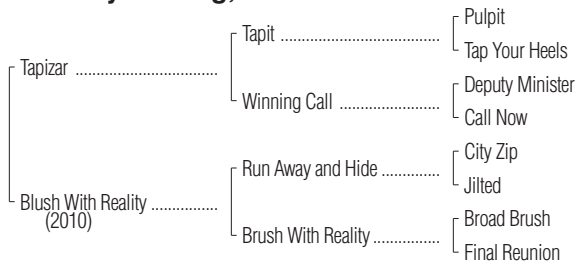 Tapizar
Blush With Reality
(2010)
Tapit
Winning Call
Run Away and Hide
Brush With Reality
Pulpit
Tap Your Heels
Deputy Minister
Call Now
City Zip
Jilted
Broad Brush
Final Reunion